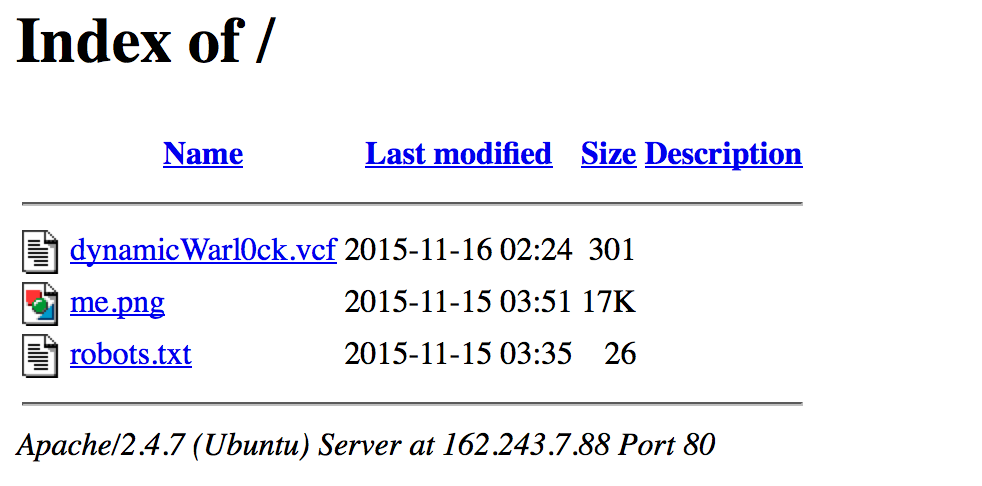 Index of /
Name Last modified Size Description
dynamicWarl0ck.vcf 2015-11-16 02:24 301
me.png 2015-11-15 03:51 17K
robots.txt 2015-11-15 03:35 26
Apache/2.4.7 (Ubuntu) Server at 162.243.7.88 Port 80